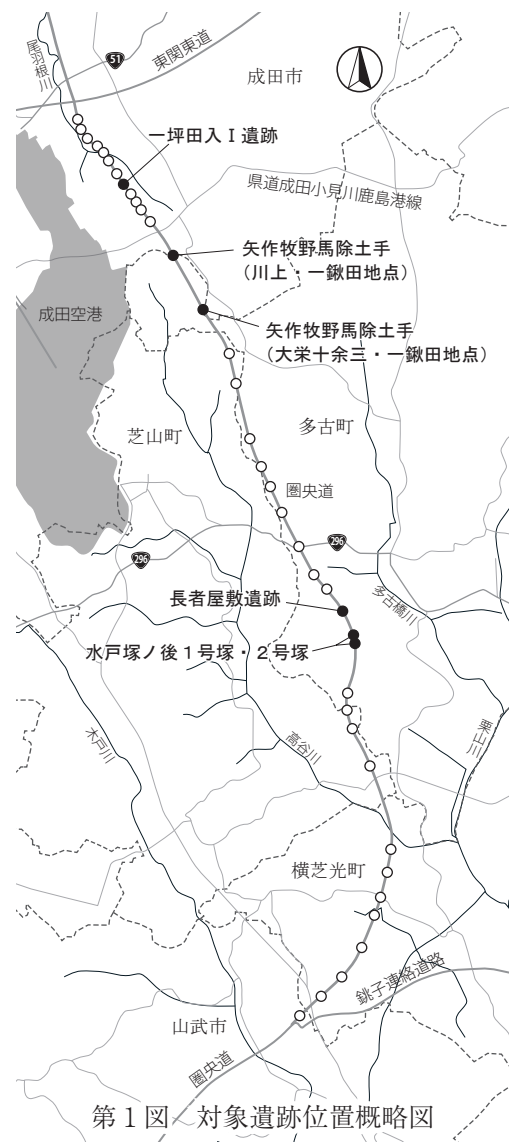 尾羽根川
51
東関東道
成田市
一坪田入Ⅰ遺跡
県道成田小見川鹿島港線
矢作牧野馬除土手
(川上・一鍬田地点)
成田空港
矢作牧野馬除土手
(大栄十余三・一鍬田地点)
芝山町
多古町
圏央道
296
296
長者屋敷遺跡
多古橋川
水戸塚ノ後1号塚・2号塚
木戸川
高谷川
栗山川
横芝光町
銚子連絡道路
山武市
圏央道
第1図 対象遺跡位置概略図